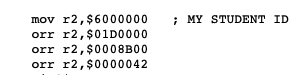 mov r2,$6000000 ; MY STUDENT ID
orr r2,$01D0000
orr r2,$0008B00
orr r2,$0000042